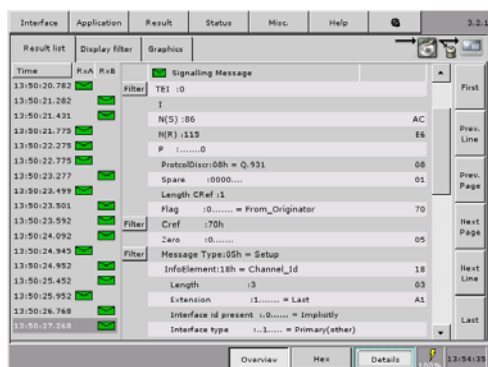 Interface Application Result Status Misc. Help 3.2.1
Result list Display filter Graphics
Time RxA RxB Signalling Message
13:50:20.782 Filter TEI :0 First
13:50:21.202 I
13:50:21.431 N(S) :86 AC
13:50:21.775 N(R) :115 E6
13:50:22.275 P :.......0 Prev. Line
13:50:22.775 ProtcolDiscr:08h = Q.931 08
13:50:23.277 Spare :0000.... 01 Prev. Page
13:50:23.499 Length CRef :1
13:50:23.501 Flag :0....... = From_Originator 70
13:50:23.592 Filter Cref :70h Next Page
13:50:24.092 Zero :0....... 05
13:50:24.945 Filter Message Type:05h = Setup
13:50:24.952 InfoElement:18h = Channel_Id 18 Next Line
13:50:25.452 Length :3 03
13:50:25.952 Extension :1....... = Last A1
13:50:26.768 Interface id present :.0...... = Implicitly Last
13:50:27.268 Interface type :..1..... = Primary(other)
Overview Hex Details 100% 13:54:35